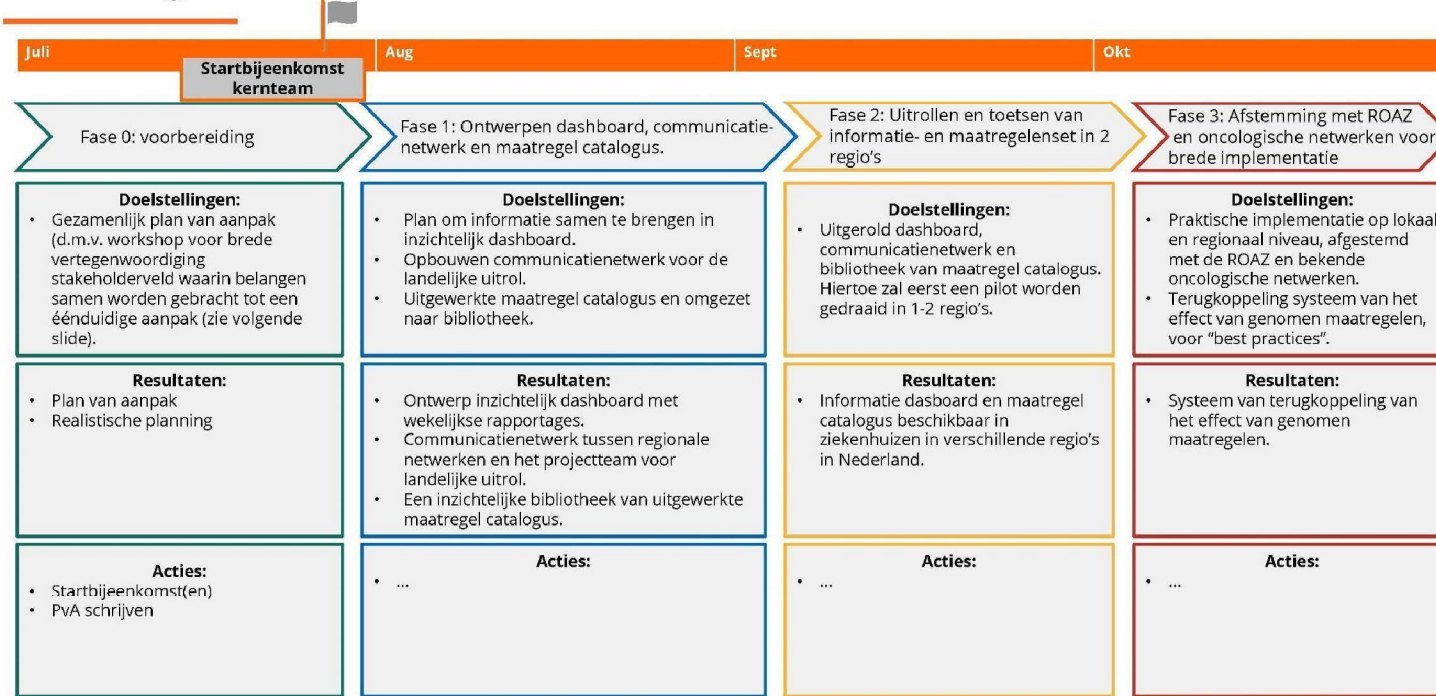 Juli
Aug
Sept
Okt
Startbijeenkomst
kernteam
Fase 0: voorbereiding
Fase 1: Ontwerpen dashboard, communicatie-
netwerk en maatregel catalogus.
Fase 2: Uitrollen en toetsen van
informatie- en maatregelenset in 2
regio's
Fase 3: Afstemming met ROAZ
en oncologische netwerken voor
brede implementatie
Doelstellingen:
• Gezamenlijk plan van aanpak
(d.m.v. workshop voor brede
vertegenwoordiging
stakeholderveld waarin belangen
samen worden gebracht tot een
éénduidige aanpak (zie volgende
slide).
Doelstellingen:
• Plan om informatie samen te brengen in
inzichtelijk dashboard.
• Opbouwen communicatienetwerk voor de
landelijke uitrol.
• Uitgewerkte maatregel catalogus en omgezet
naar bibliotheek.
Doelstellingen:
• Uitgerold dashboard,
communicatienetwerk en
bibliotheek van maatregel catalogus.
Hiertoe zal eerst een pilot worden
gedraaid in 1-2 regio's.
Doelstellingen:
• Praktische implementatie op lokaal
en regionaal niveau, afgestemd
met de ROAZ en bekende
oncologische netwerken.
• Terugkoppeling systeem van het
effect van genomen maatregelen,
voor "best practices".
Resultaten:
• Plan van aanpak
• Realistische planning
Resultaten:
• Ontwerp inzichtelijk dashboard met
wekelijkse rapportages.
• Communicatienetwerk tussen regionale
netwerken en het projectteam voor
landelijke uitrol.
• Een inzichtelijke bibliotheek van uitgewerkte
maatregel catalogus.
Resultaten:
• Informatie dasboard en maatregel
catalogus beschikbaar in
ziekenhuizen in verschillende regio's
in Nederland.
Resultaten:
• Systeem van terugkoppeling van
het effect van genomen
maatregelen.
Acties:
• Startbijeenkomst(en)
• PvA schrijven
Acties:
• ...
Acties:
• ...
Acties:
• ...